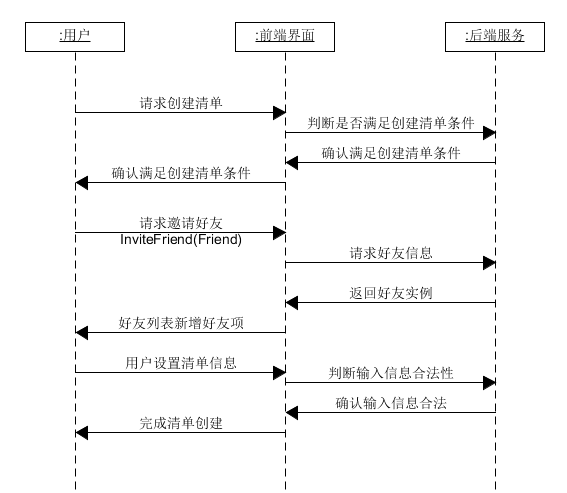 :用户
:前端界面
:后端服务
请求创建清单
判断是否满足创建清单条件
确认满足创建清单条件
确认满足创建清单条件
请求邀请好友
InviteFriend(Friend)
请求好友信息
返回好友实例
好友列表新增好友项
用户设置清单信息
判断输入信息合法性
确认输入信息合法
完成清单创建